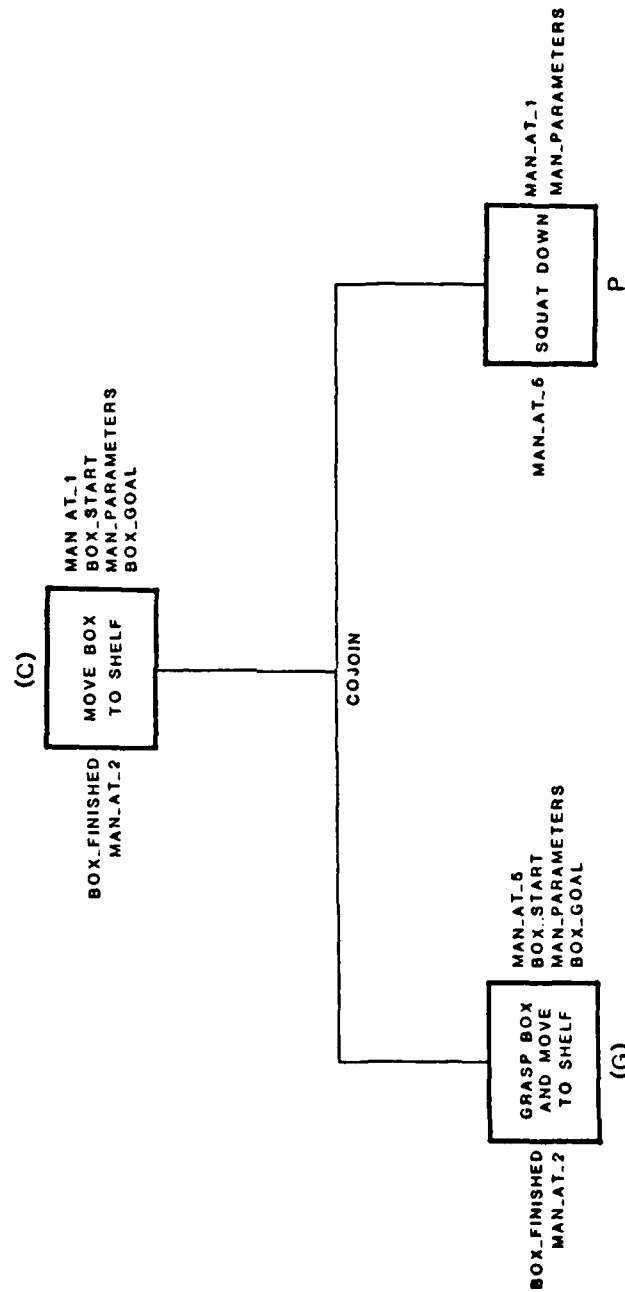 (C)
BOX_FINISHED
MAN_AT_2
MOVE BOX
TO SHELF
MAN AT_1
BOX_START
MAN_PARAMETERS
BOX_GOAL
COJOIN
BOX_FINISHED
MAN_AT_2
GRASP BOX
AND MOVE
TO SHELF
MAN_AT_5
BOX_START
MAN_PARAMETERS
BOX_GOAL
(G)
MAN_AT_5
SQUAT DOWN
MAN_AT_1
MAN_PARAMETERS
P